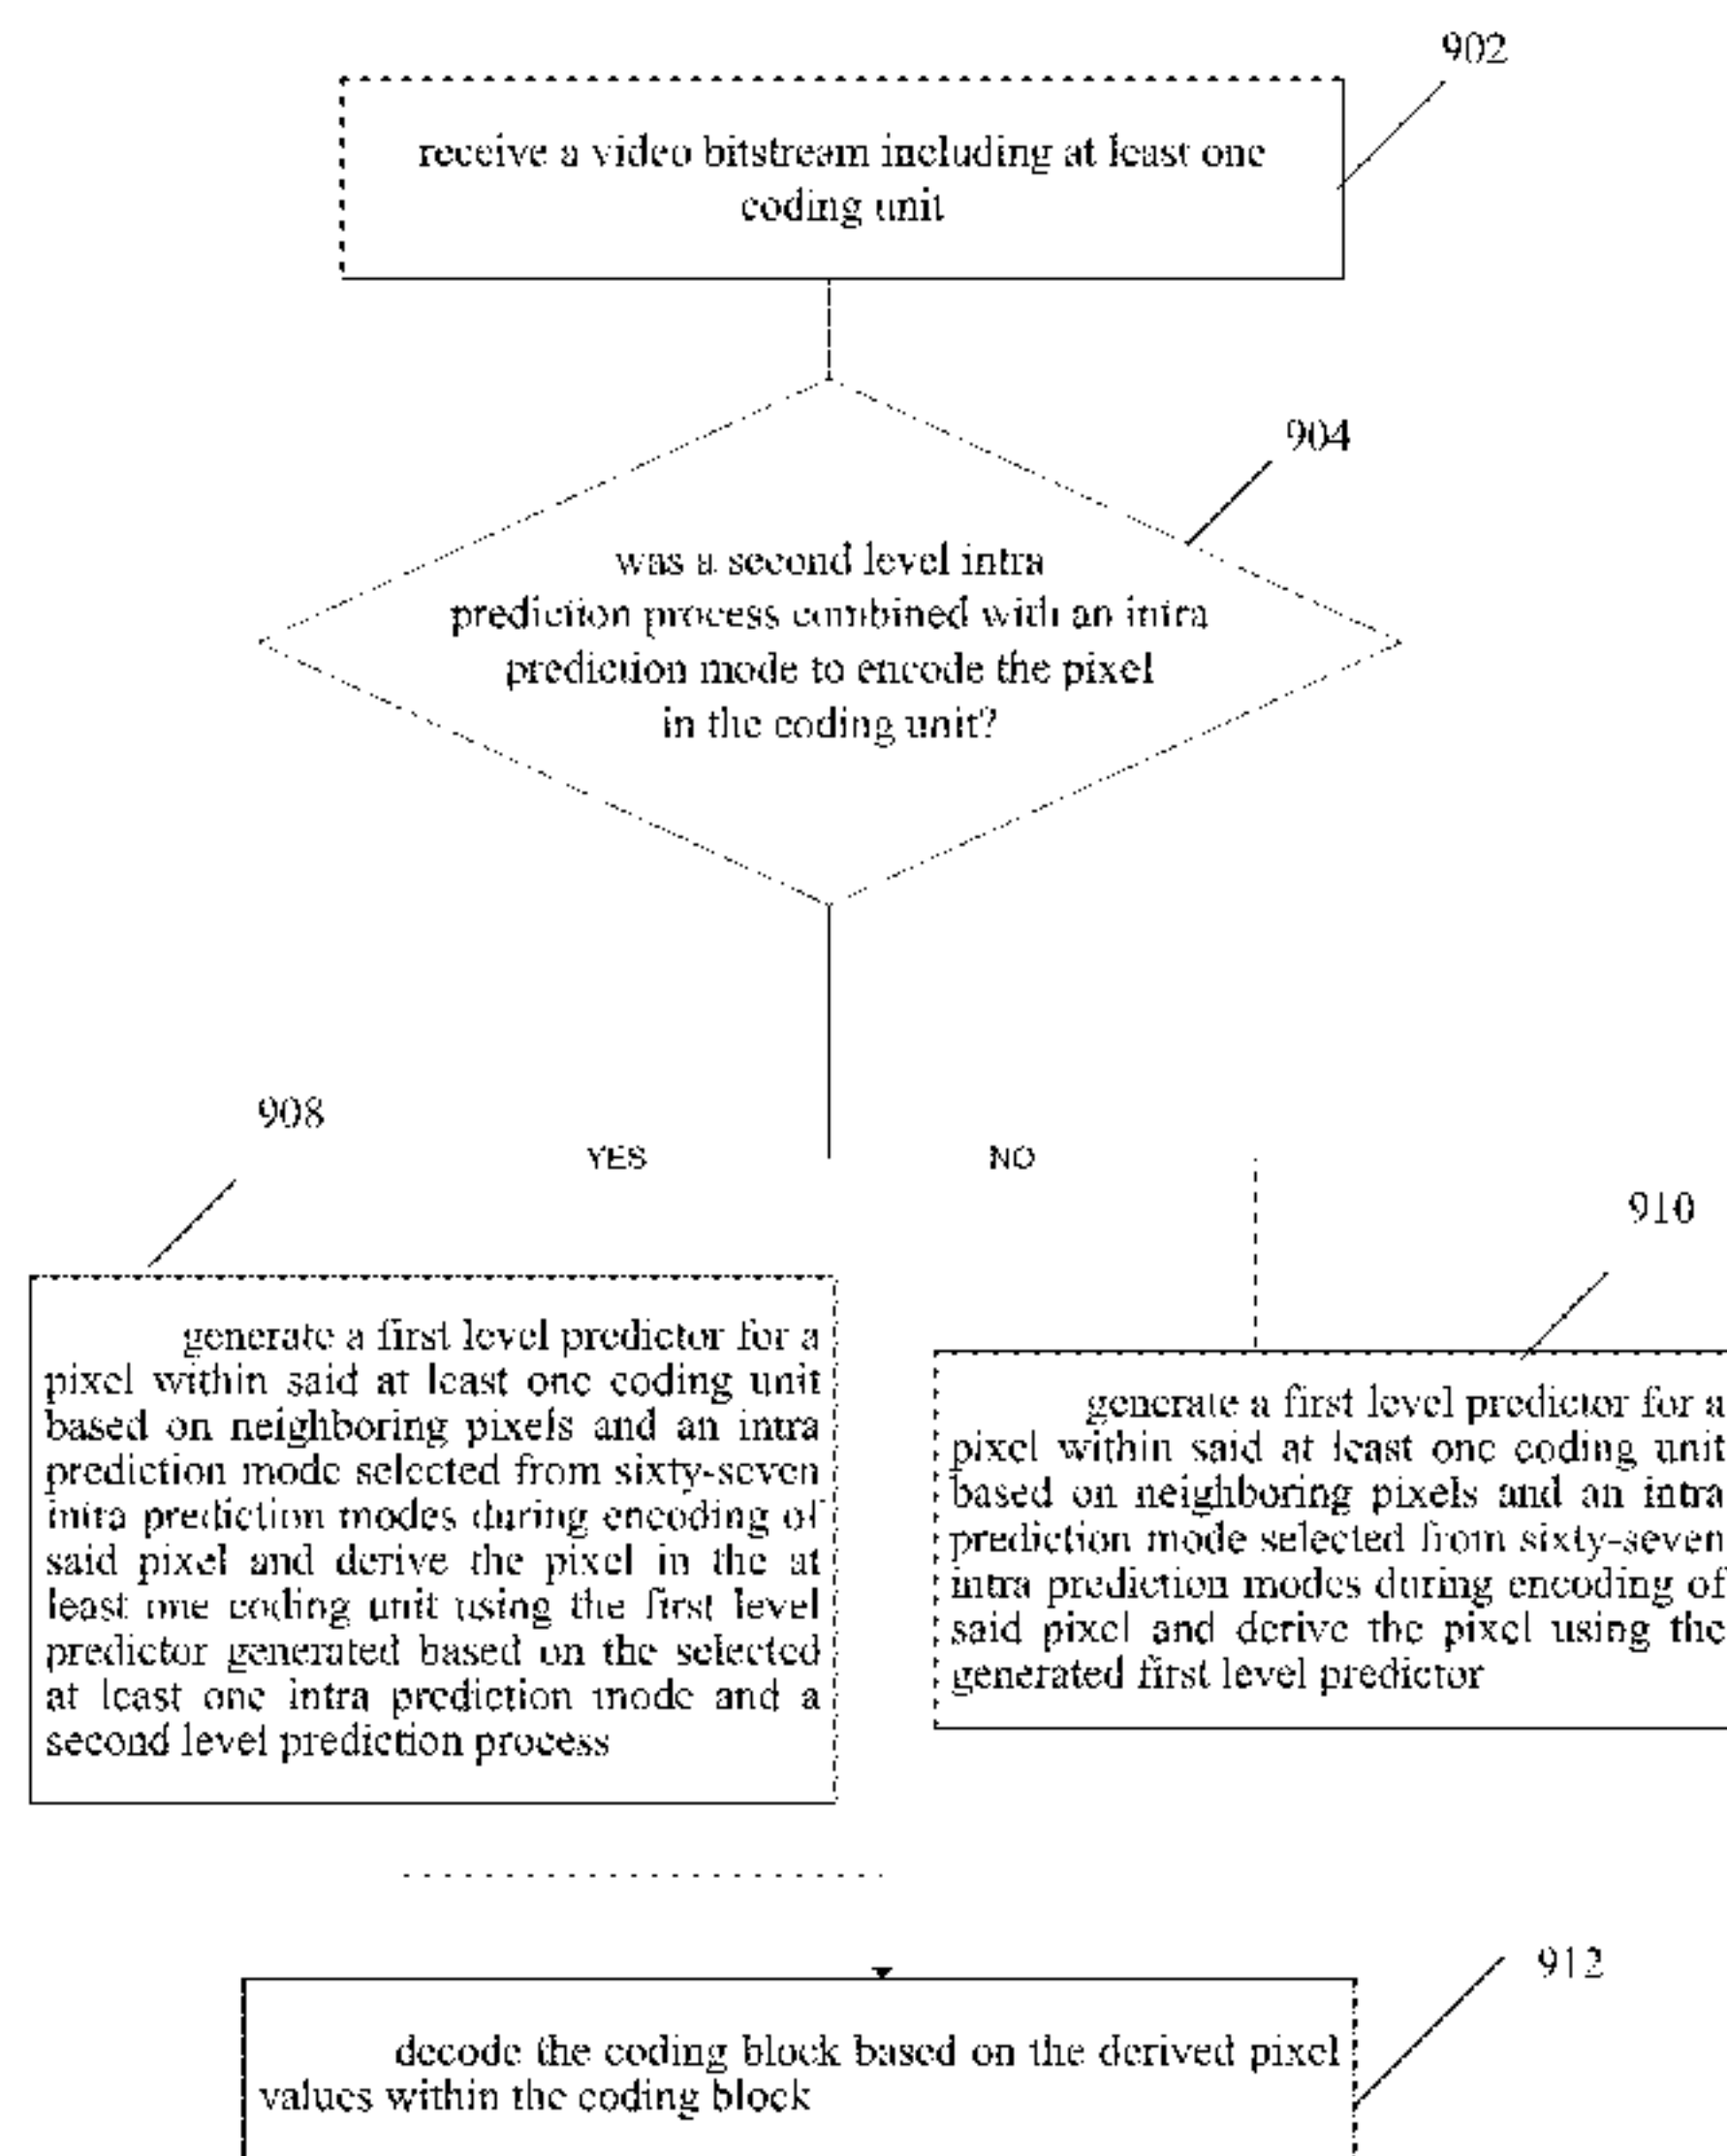 902
receive a video bitstream including at least one
coding unit
904
was a second level intra
prediction process combined with an intra
prediction mode to encode the pixel
in the coding unit?
908
YES
NO
910
generate a first level predictor for a
pixel within said at least one coding unit
based on neighboring pixels and an intra
prediction mode selected from sixty-seven
intra prediction modes during encoding of
said pixel and derive the pixel in the at
least one coding unit using the first level
predictor generated based on the selected
at least one intra prediction mode and a
second level prediction process
generate a first level predictor for a
pixel within said at least one coding unit
based on neighboring pixels and an intra
prediction mode selected from sixty-seven
intra prediction modes during encoding of
said pixel and derive the pixel using the
generated first level predictor
912
decode the coding block based on the derived pixel
values within the coding block